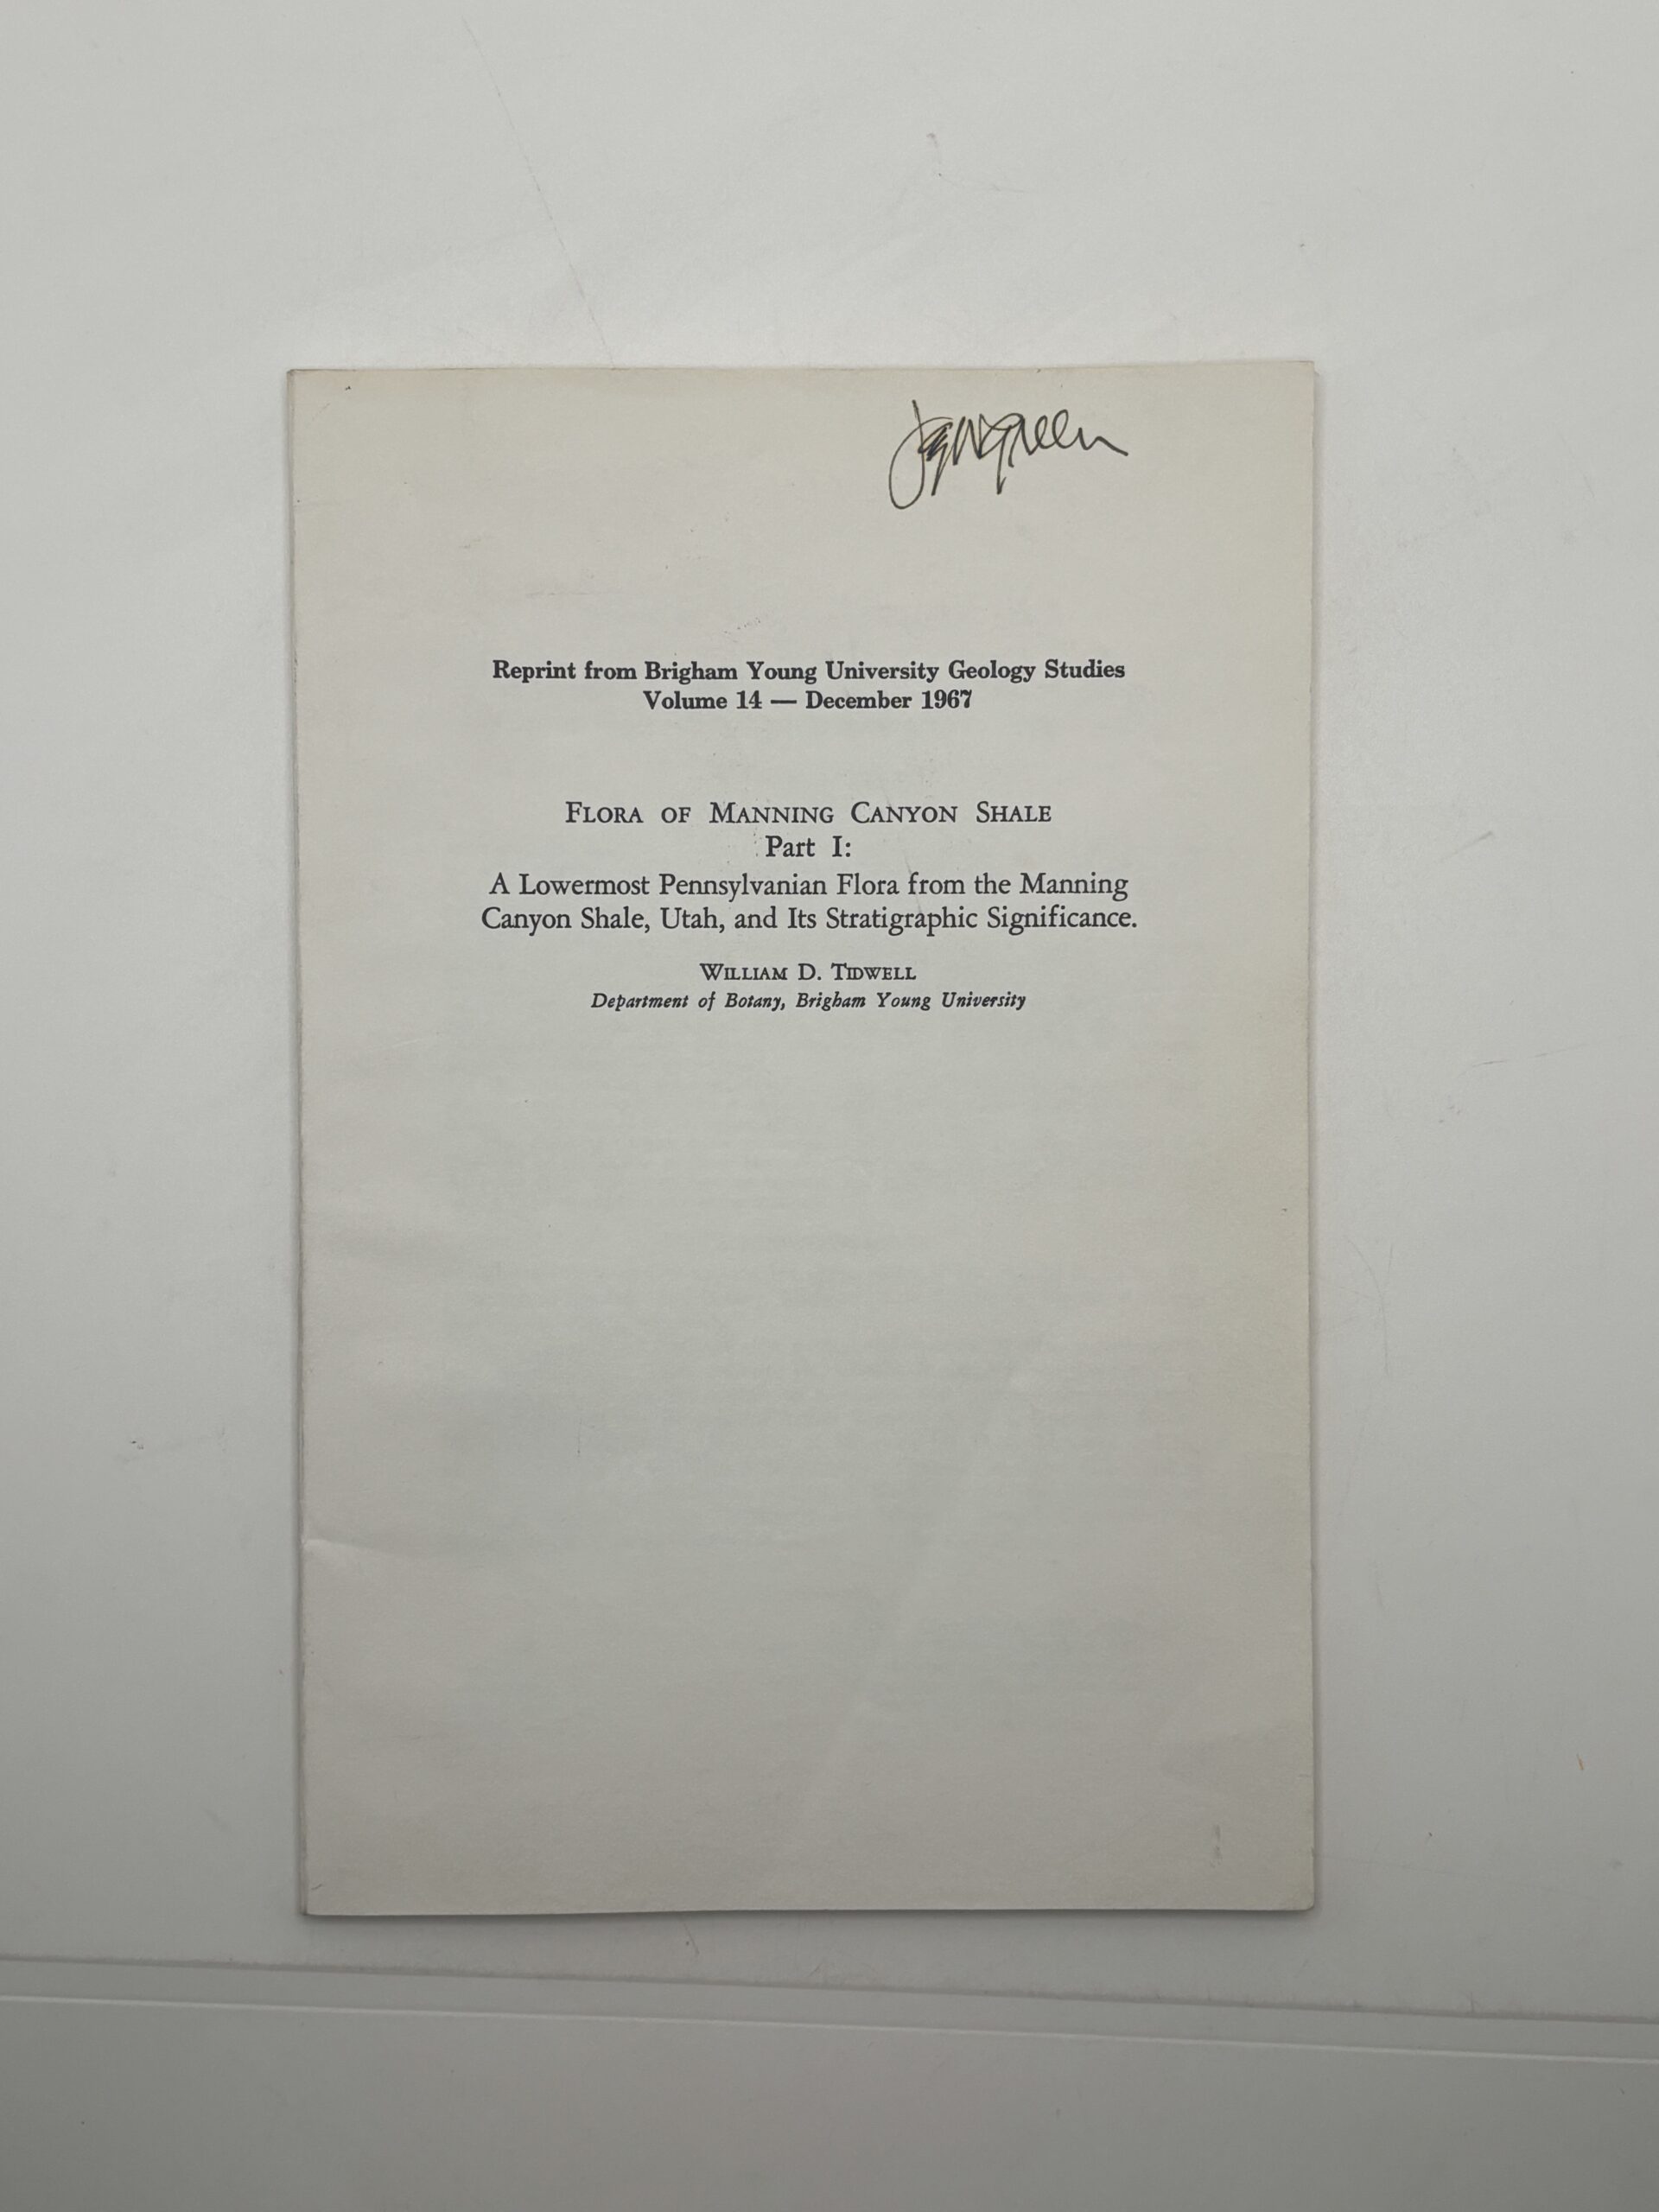 Reprint from Brigham Young University Geology Studies
Volume 14 — December 1967
FLORA OF MANNING CANYON SHALE
Part I:
A Lowermost Pennsylvanian Flora from the Manning
Canyon Shale, Utah, and Its Stratigraphic Significance.
WILLIAM D. TIDWELL
Department of Botany, Brigham Young University